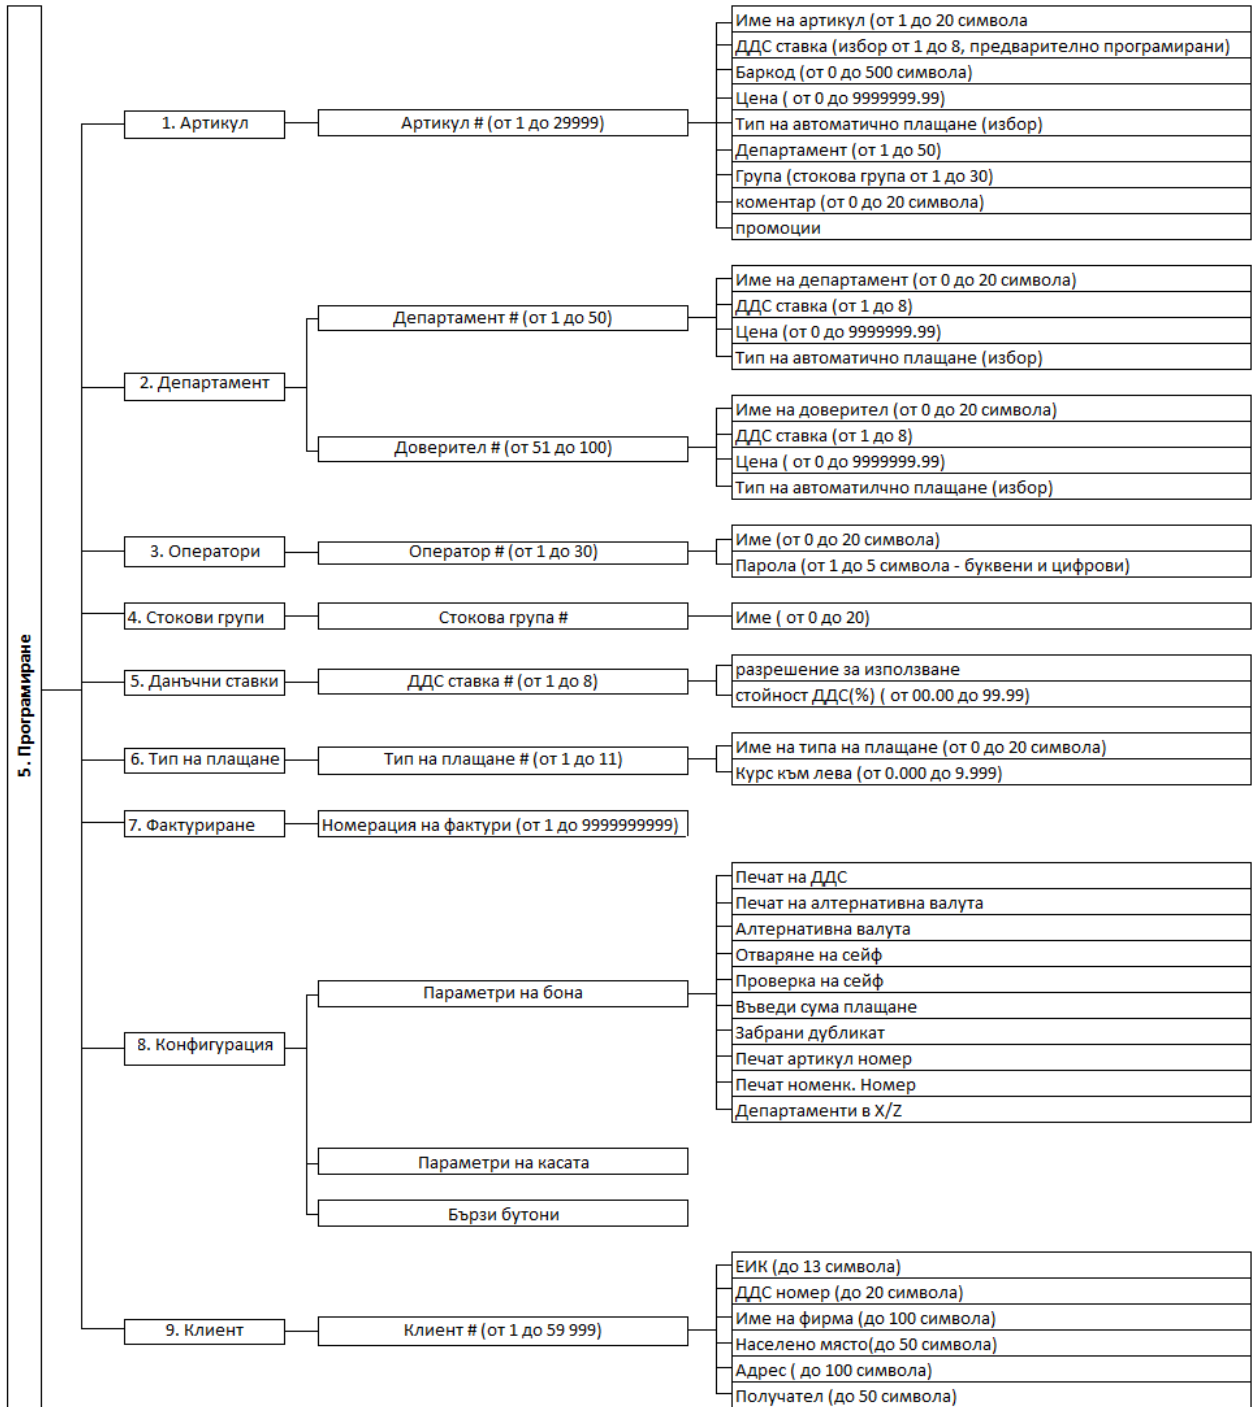 5. Програмиране
1. Артикул
Артикул # (от 1 до 29999)
Име на артикул (от 1 до 20 символа
ДДС ставка (избор от 1 до 8, предварително програмирани)
Баркод (от 0 до 500 символа)
Цена ( от 0 до 9999999.99)
Тип на автоматично плащане (избор)
Департамент (от 1 до 50)
Група (стокова група от 1 до 30)
коментар (от 0 до 20 символа)
промоции
2. Департамент
Департамент # (от 1 до 50)
Име на департамент (от 0 до 20 символа)
ДДС ставка (от 1 до 8)
Цена (от 0 до 9999999.99)
Тип на автоматично плащане (избор)
Доверител # (от 51 до 100)
Име на доверител (от 0 до 20 символа)
ДДС ставка (от 1 до 8)
Цена ( от 0 до 9999999.99)
Тип на автоматилчно плащане (избор)
3. Оператори
Оператор # (от 1 до 30)
Име (от 0 до 20 символа)
Парола (от 1 до 5 символа - буквени и цифрови)
4. Стокови групи
Стокова група #
Име ( от 0 до 20)
5. Данъчни ставки
ДДС ставка # (от 1 до 8)
разрешение за използване
стойност ДДС(%) ( от 00.00 до 99.99)
6. Тип на плащане
Тип на плащане # (от 1 до 11)
Име на типа на плащане (от 0 до 20 символа)
Курс към лева (от 0.000 до 9.999)
7. Фактуриране
Номерация на фактури (от 1 до 9999999999)
8. Конфигурация
Параметри на бона
Печат на ДДС
Печат на алтернативна валута
Алтернативна валута
Отваряне на сейф
Проверка на сейф
Въведи сума плащане
Забрани дубликат
Печат артикул номер
Печат номенк. Номер
Департаменти в X/Z
Параметри на касата
Бързи бутони
9. Клиент
Клиент # (от 1 до 59 999)
ЕИК (до 13 символа)
ДДС номер (до 20 символа)
Име на фирма (до 100 символа)
Населено място(до 50 символа)
Адрес ( до 100 символа)
Получател (до 50 символа)